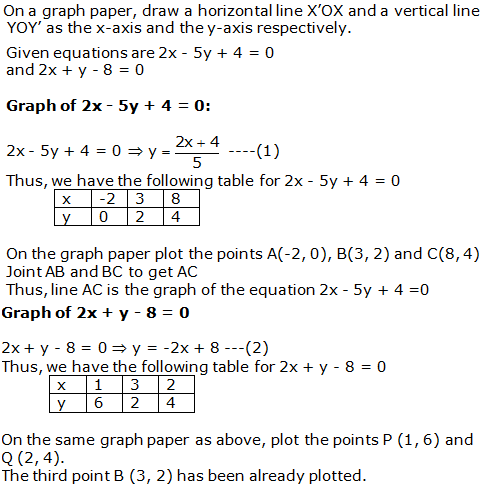 On a graph paper, draw a horizontal line X'OX and a vertical line
YOY' as the x-axis and the y-axis respectively.
Given equations are 2x - 5y + 4 = 0
and 2x + y - 8 = 0
Graph of 2x - 5y + 4 = 0:
2x - 5y + 4 = 0 ⇒ y = (2x + 4)/5 ----(1)
Thus, we have the following table for 2x - 5y + 4 = 0
x -2 3 8
y 0 2 4
On the graph paper plot the points A(-2, 0), B(3, 2) and C(8, 4)
Joint AB and BC to get AC
Thus, line AC is the graph of the equation 2x - 5y + 4 =0
Graph of 2x + y - 8 = 0
2x + y - 8 = 0 ⇒ y = -2x + 8 ---(2)
Thus, we have the following table for 2x + y - 8 = 0
x 1 3 2
y 6 2 4
On the same graph paper as above, plot the points P (1, 6) and
Q (2, 4).
The third point B (3, 2) has been already plotted.